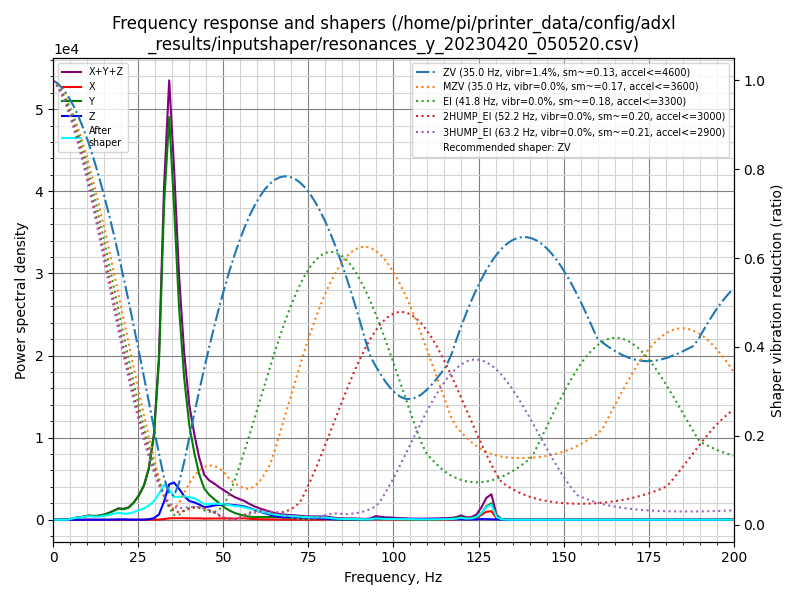 Frequency response and shapers (/home/pi/printer_data/config/adxl
_results/inputshaper/resonances_y_20230420_050520.csv)
1e4
X+Y+Z
X
Y
Z
After
shaper
ZV (35.0 Hz, vibr=1.4%, sm~=0.13, accel<=4600)
MZV (35.0 Hz, vibr=0.0%, sm~=0.17, accel<=3600)
EI (41.8 Hz, vibr=0.0%, sm~=0.18, accel<=3300)
2HUMP_EI (52.2 Hz, vibr=0.0%, sm~=0.20, accel<=3000)
3HUMP_EI (63.2 Hz, vibr=0.0%, sm~=0.21, accel<=2900)
Recommended shaper: ZV
Power spectral density
5
4
3
2
1
0
1.0
0.8
0.6
0.4
0.2
0.0
Shaper vibration reduction (ratio)
0 25 50 75 100 125 150 175 200
Frequency, Hz